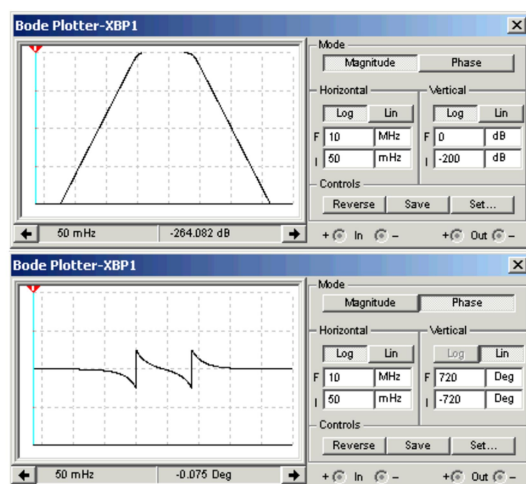 Bode Plotter-XBP1
Mode
Magnitude Phase
Horizontal Vertical
Log Lin Log Lin
F 10 MHz F 0 dB
I 50 mHz I -200 dB
Controls
Reverse Save Set...
50 mHz -264.082 dB + In - + Out -
Bode Plotter-XBP1
Mode
Magnitude Phase
Horizontal Vertical
Log Lin Log Lin
F 10 MHz F 720 Deg
I 50 mHz I -720 Deg
Controls
Reverse Save Set...
50 mHz -0.075 Deg + In - + Out -